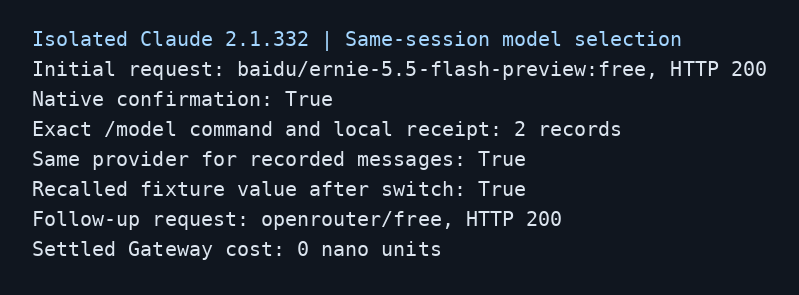 Isolated Claude 2.1.332 | Same-session model selection
Initial request: baidu/ernie-5.5-flash-preview:free, HTTP 200
Native confirmation: True
Exact /model command and local receipt: 2 records
Same provider for recorded messages: True
Recalled fixture value after switch: True
Follow-up request: openrouter/free, HTTP 200
Settled Gateway cost: 0 nano units